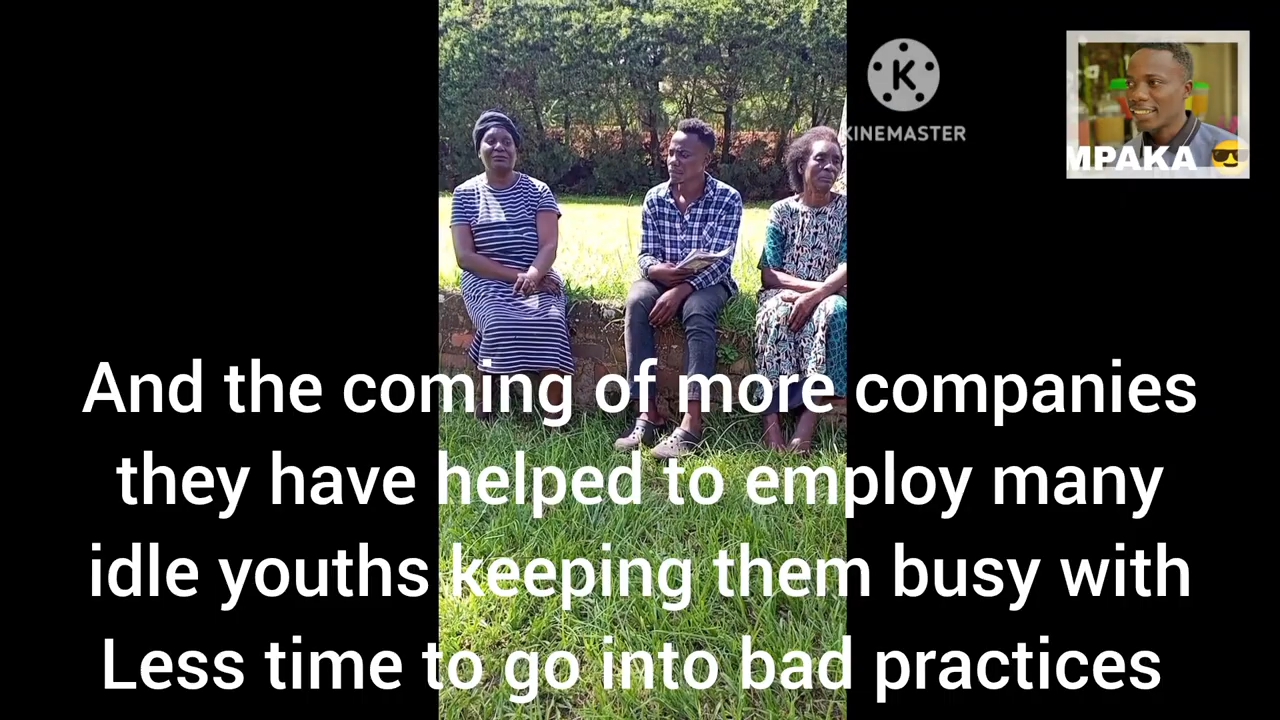 K
KINEMASTER
MPAKA 😎
And the coming of more companies
they have helped to employ many
idle youths keeping them busy with
Less time to go into bad practices